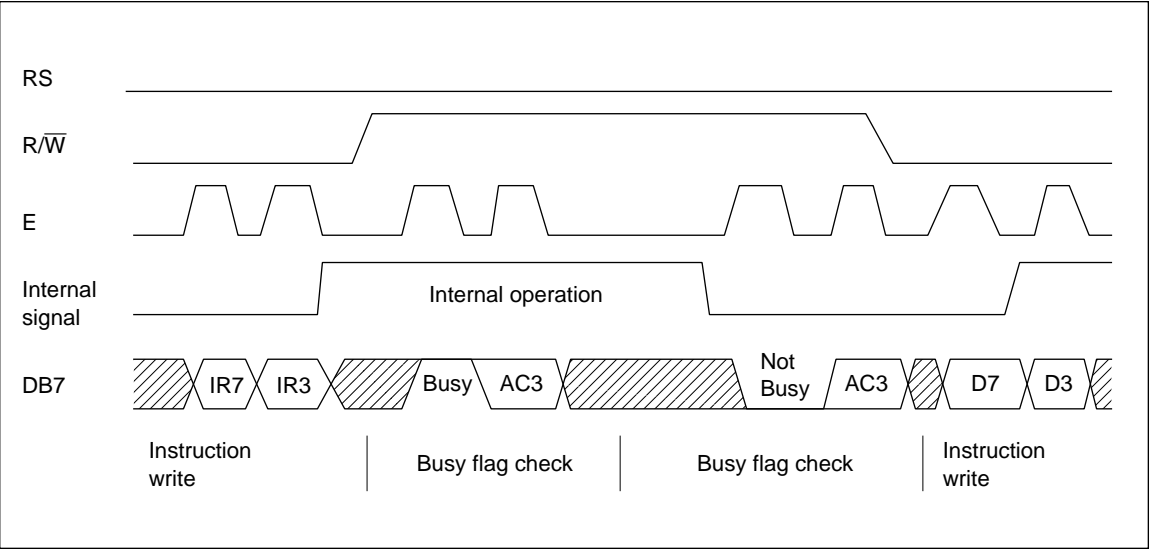 RS
R/W̅
E
Internal
signal
Internal operation
DB7
IR7
IR3
Busy
AC3
Not
Busy
AC3
D7
D3
Instruction
write
Busy flag check
Busy flag check
Instruction
write